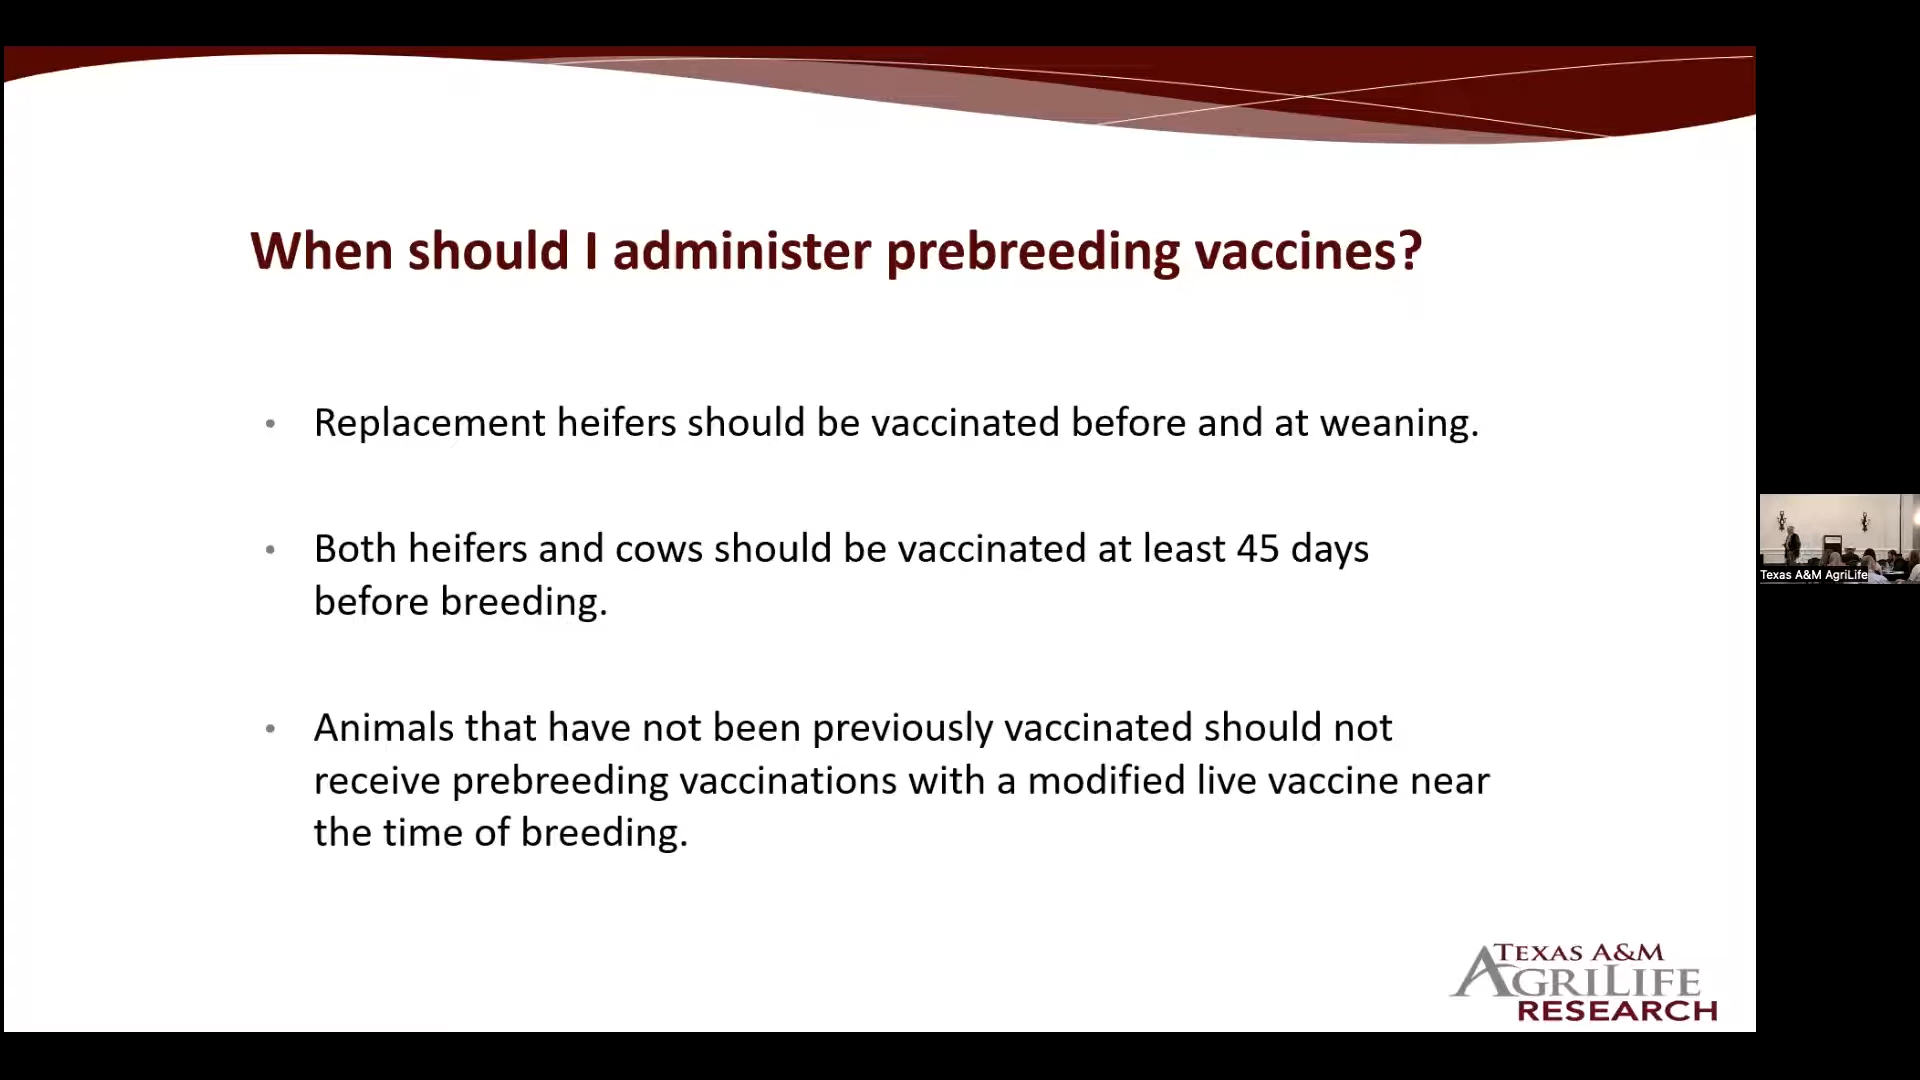 When should I administer prebreeding vaccines?
• Replacement heifers should be vaccinated before and at weaning.
• Both heifers and cows should be vaccinated at least 45 days
before breeding.
• Animals that have not been previously vaccinated should not
receive prebreeding vaccinations with a modified live vaccine near
the time of breeding.
Texas A&M AgriLife
TEXAS A&M
AGRILIFE
RESEARCH